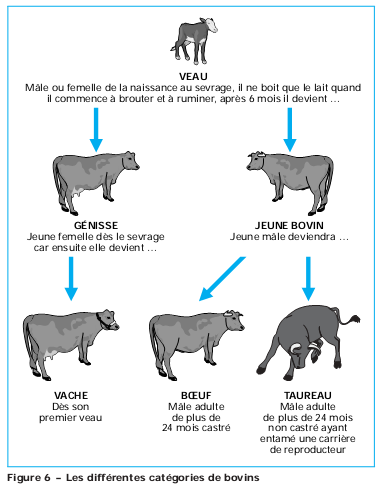 VEAU
Mâle ou femelle de la naissance au sevrage, il ne boit que le lait quand
il commence à brouter et à ruminer, après 6 mois il devient ...
GÉNISSE
Jeune femelle dès le sevrage
car ensuite elle devient ...
JEUNE BOVIN
Jeune mâle deviendra ...
VACHE
Dès son
premier veau
BŒUF
Mâle adulte
de plus de
24 mois castré
TAUREAU
Mâle adulte
de plus de 24 mois
non castré ayant
entamé une carrière
de reproducteur
Figure 6 – Les différentes catégories de bovins